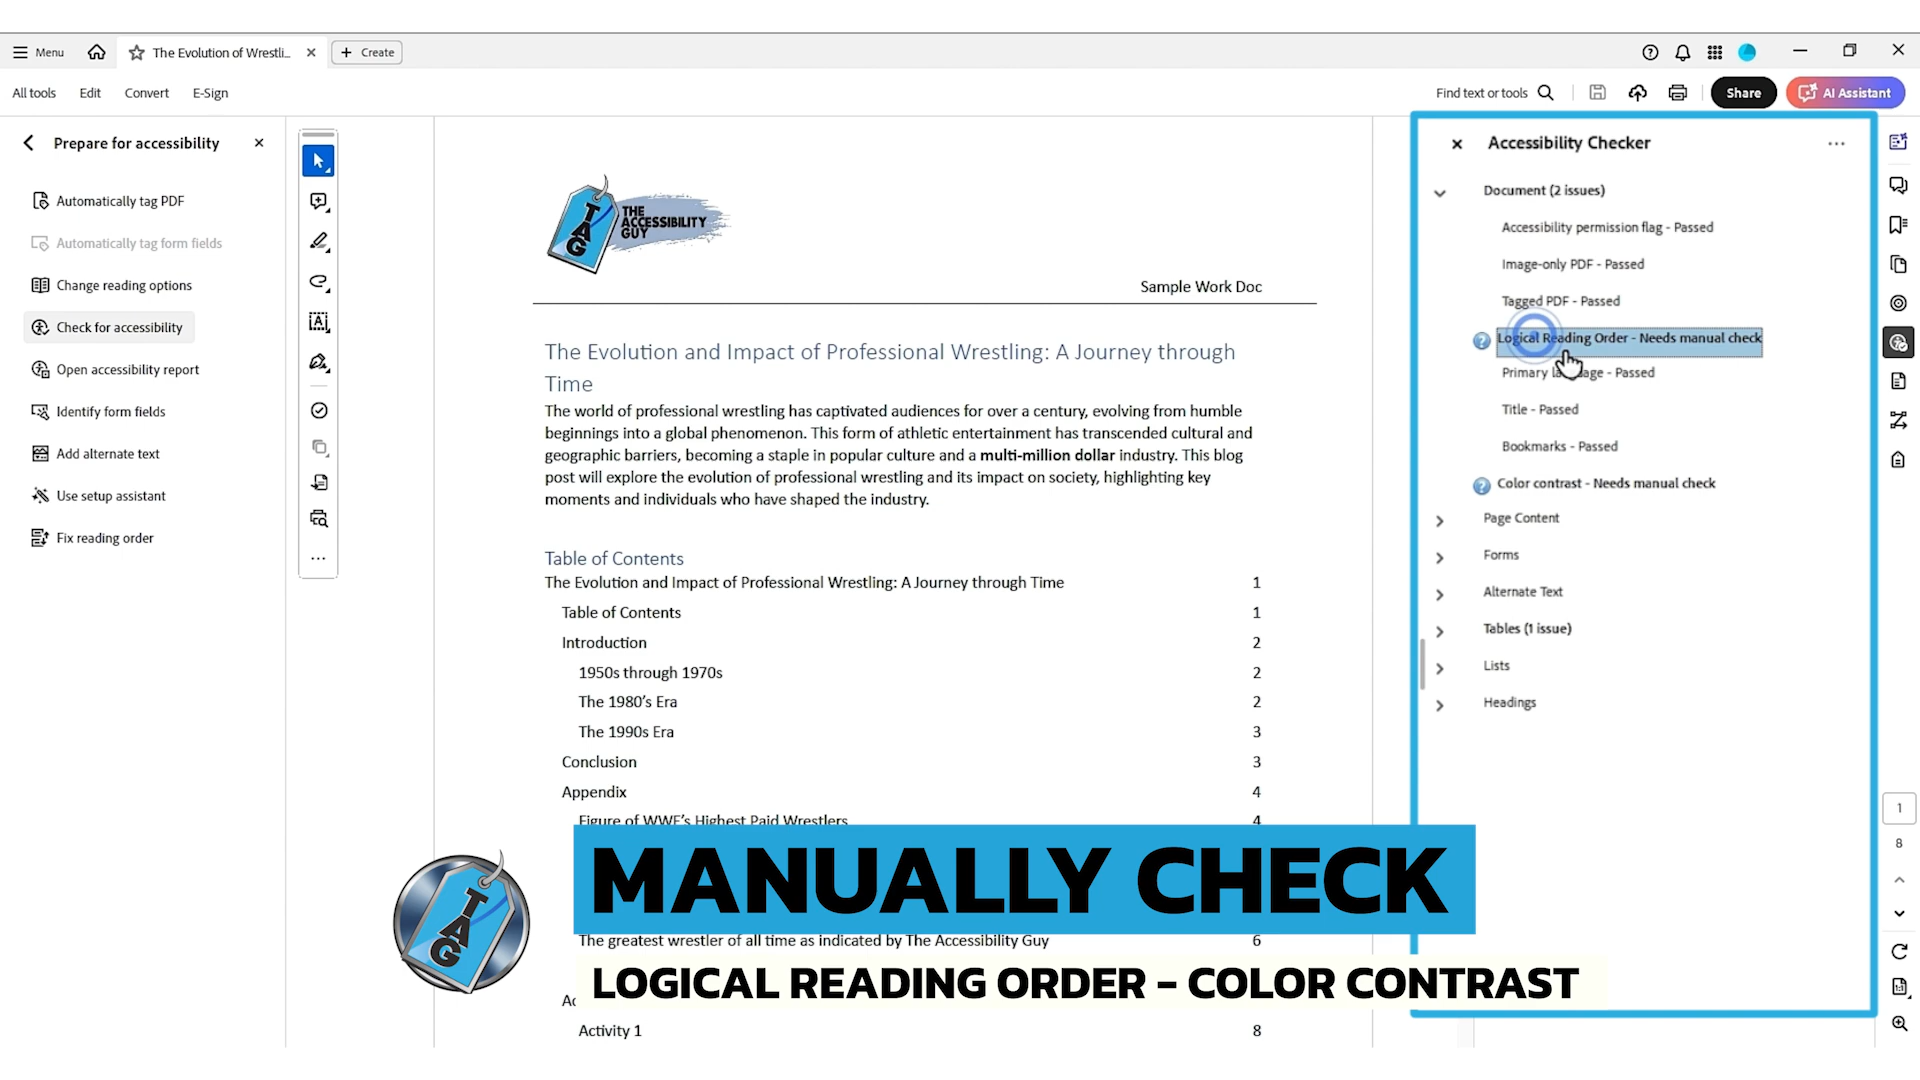 Menu
The Evolution of Wrestli...
Create
All tools
Edit
Convert
E-Sign
Find text or tools
Share
AI Assistant
Prepare for accessibility
Automatically tag PDF
Automatically tag form fields
Change reading options
Check for accessibility
Open accessibility report
Identify form fields
Add alternate text
Use setup assistant
Fix reading order
TAG
THE
ACCESSIBILITY
GUY
Sample Work Doc
The Evolution and Impact of Professional Wrestling: A Journey through
Time
The world of professional wrestling has captivated audiences for over a century, evolving from humble
beginnings into a global phenomenon. This form of athletic entertainment has transcended cultural and
geographic barriers, becoming a staple in popular culture and a multi-million dollar industry. This blog
post will explore the evolution of professional wrestling and its impact on society, highlighting key
moments and individuals who have shaped the industry.
Table of Contents
The Evolution and Impact of Professional Wrestling: A Journey through Time 1
Table of Contents 1
Introduction 2
1950s through 1970s 2
The 1980's Era 2
The 1990s Era 3
Conclusion 3
Appendix 4
Figure of WWE's Highest Paid Wrestlers 4
The greatest wrestler of all time as indicated by The Accessibility Guy 6
Activity 1 8
Accessibility Checker
Document (2 issues)
Accessibility permission flag - Passed
Image-only PDF - Passed
Tagged PDF - Passed
Logical Reading Order - Needs manual check
Primary language - Passed
Title - Passed
Bookmarks - Passed
Color contrast - Needs manual check
Page Content
Forms
Alternate Text
Tables (1 issue)
Lists
Headings
1
8
TAG
MANUALLY CHECK
LOGICAL READING ORDER - COLOR CONTRAST